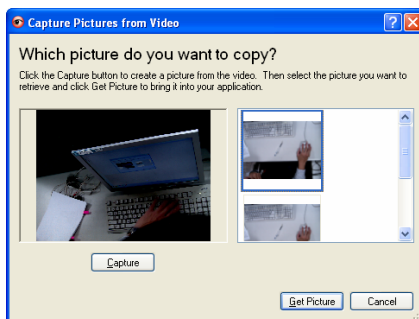 Capture Pictures from Video
Which picture do you want to copy?
Click the Capture button to create a picture from the video. Then select the picture you want to
retrieve and click Get Picture to bring it into your application.
Capture
Get Picture
Cancel